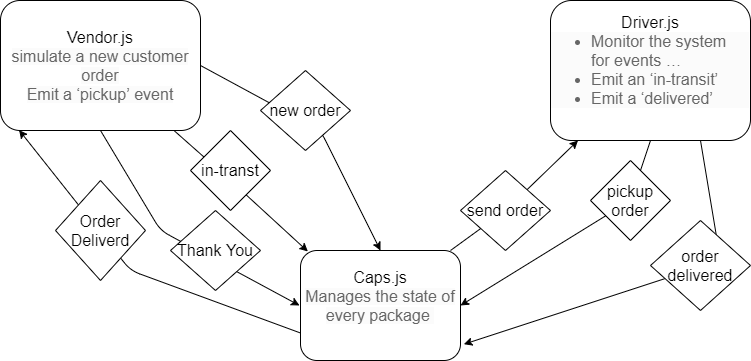 Vendor.js
simulate a new customer
order
Emit a ‘pickup’ event
Driver.js
• Monitor the system
for events …
• Emit an ‘in-transit’
• Emit a ‘delivered’
new order
in-transt
Order
Deliverd
Thank You
send order
pickup
order
order
delivered
Caps.js
Manages the state of
every package